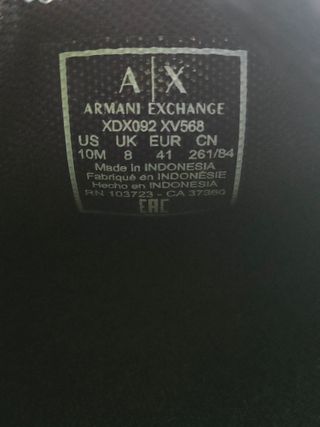 A|X
ARMANI EXCHANGE
XDX092 XV568
US UK EUR CN
10M 8 41 261/84
Made in INDONESIA
Fabriqué en INDONÉSIE
Hecho en INDONESIA
RN 103723 - CA 37360
EAC